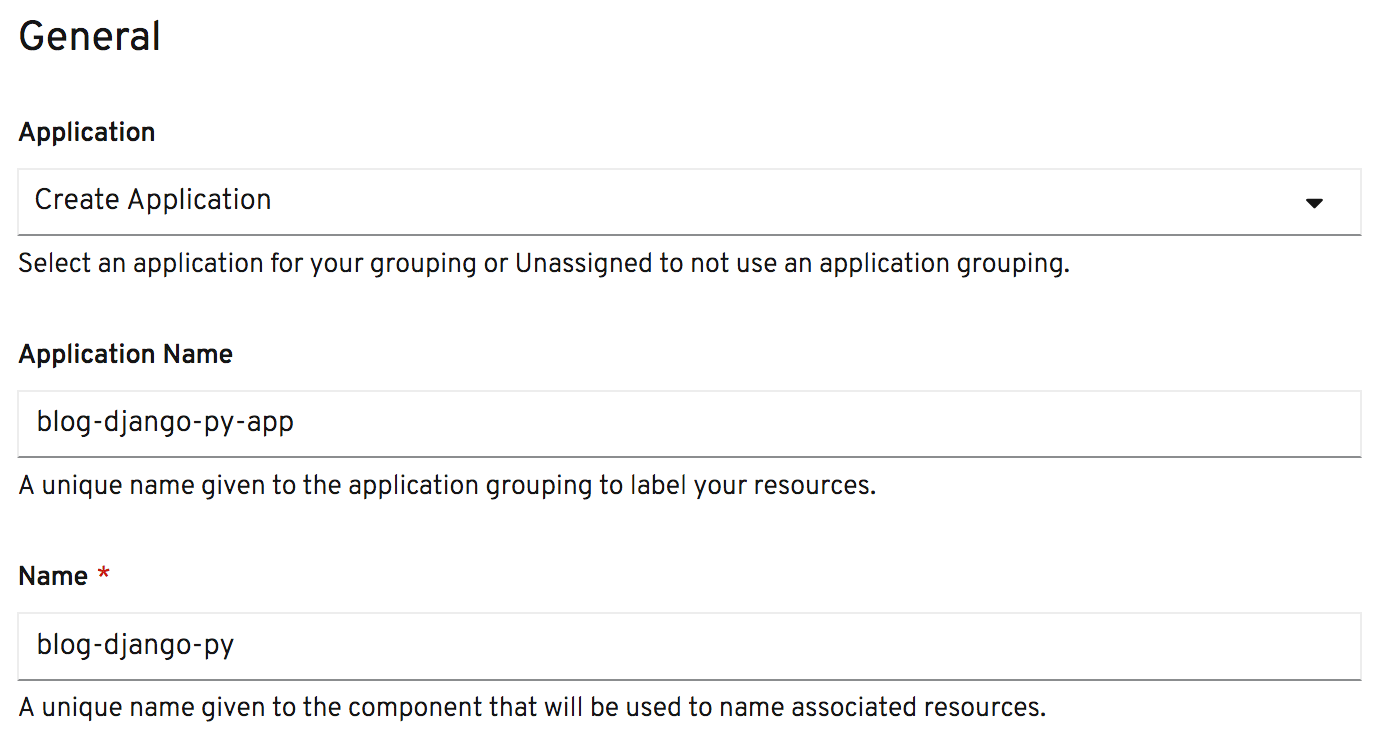 General
Application
Create Application
Select an application for your grouping or Unassigned to not use an application grouping.
Application Name
blog-django-py-app
A unique name given to the application grouping to label your resources.
Name *
blog-django-py
A unique name given to the component that will be used to name associated resources.